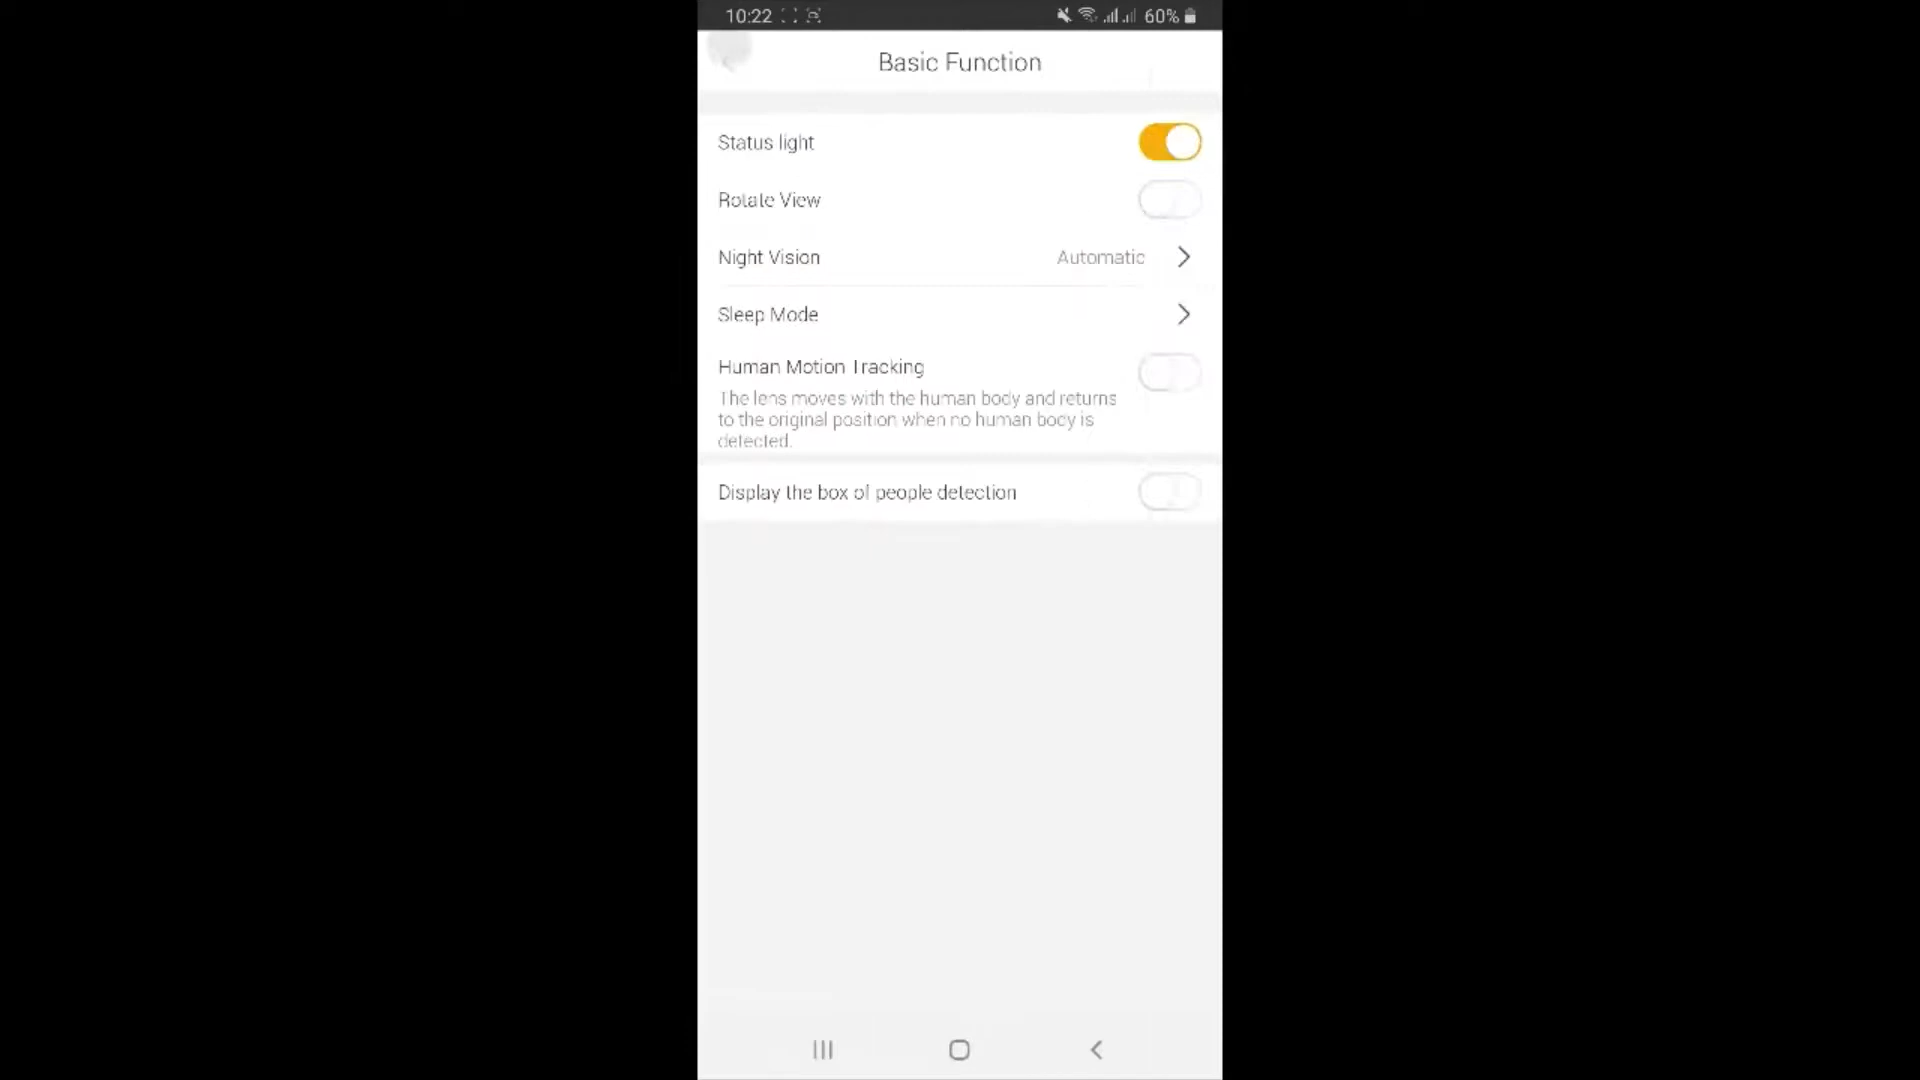 10:22 60%
Basic Function
Status light
Rotate View
Night Vision Automatic
Sleep Mode
Human Motion Tracking
The lens moves with the human body and returns
to the original position when no human body is
detected.
Display the box of people detection